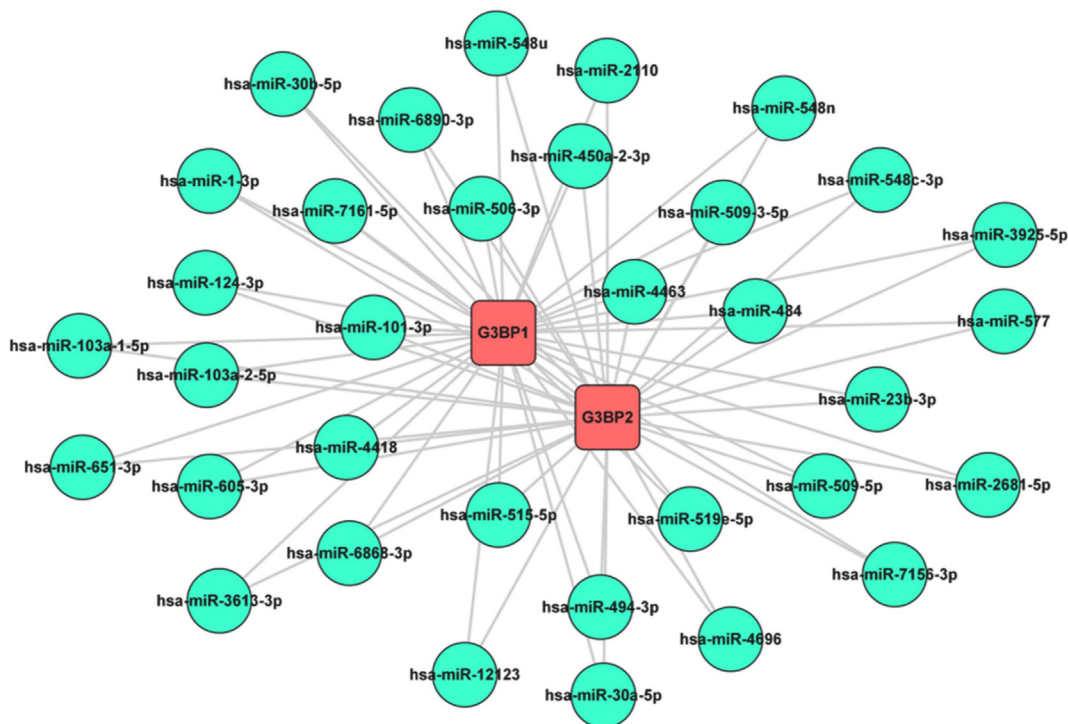 hsa-miR-548u
hsa-miR-2110
hsa-miR-30b-5p
hsa-miR-548n
hsa-miR-6890-3p
hsa-miR-450a-2-3p
hsa-miR-548c-3p
hsa-miR-1-3p
hsa-miR-506-3p
hsa-miR-7161-5p
hsa-miR-509-3-5p
hsa-miR-3925-5p
hsa-miR-124-3p
hsa-miR-4463
hsa-miR-484
hsa-miR-577
hsa-miR-101-3p
G3BP1
hsa-miR-103a-1-5p
hsa-miR-103a-2-5p
hsa-miR-23b-3p
G3BP2
hsa-miR-4418
hsa-miR-651-3p
hsa-miR-605-3p
hsa-miR-509-5p
hsa-miR-2681-5p
hsa-miR-515-5p
hsa-miR-519e-5p
hsa-miR-6868-3p
hsa-miR-7156-3p
hsa-miR-3613-3p
hsa-miR-494-3p
hsa-miR-4696
hsa-miR-12123
hsa-miR-30a-5p